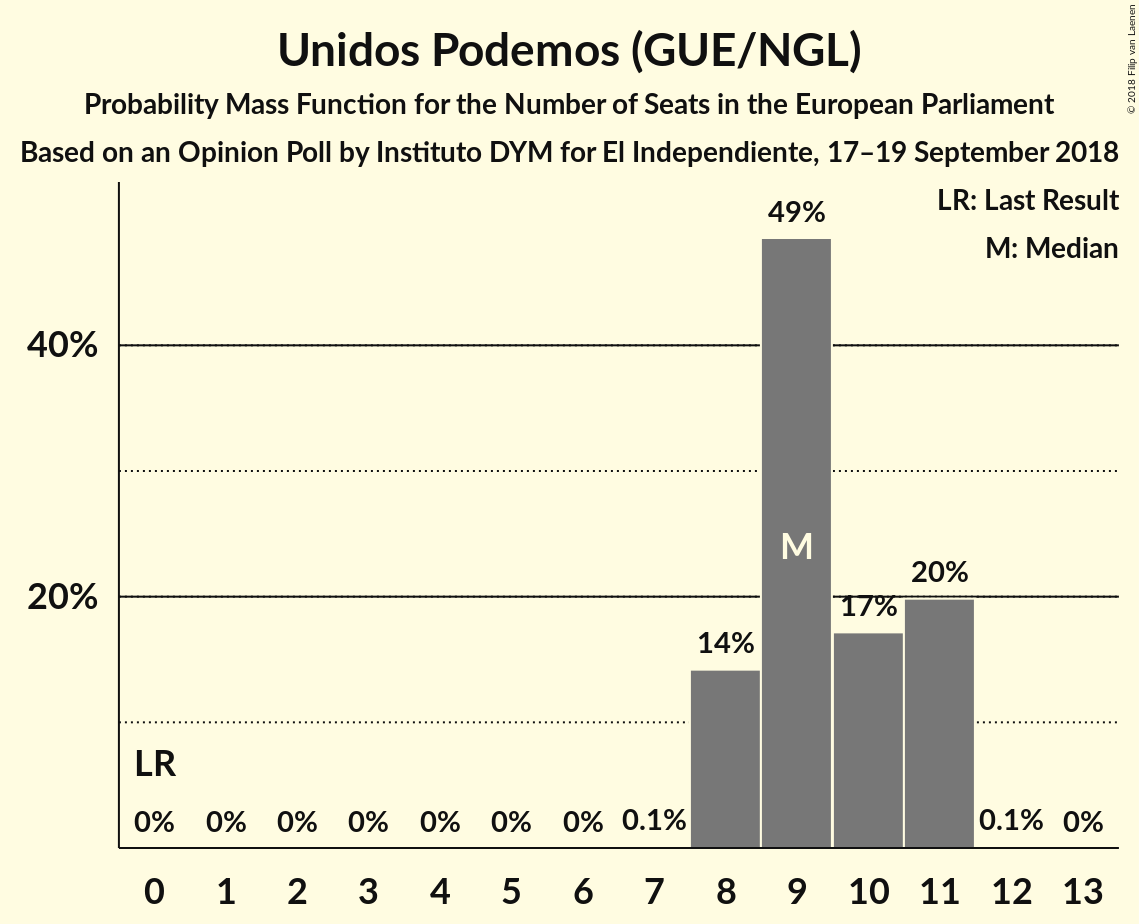 Unidos Podemos (GUE/NGL)
Probability Mass Function for the Number of Seats in the European Parliament
Based on an Opinion Poll by Instituto DYM for El Independiente, 17–19 September 2018
© 2018 Filip van Laenen
LR: Last Result
M: Median
49%
40%
M
20%
20%
17%
14%
LR
0% 0% 0% 0% 0% 0% 0% 0.1% 0.1% 0%
0 1 2 3 4 5 6 7 8 9 10 11 12 13